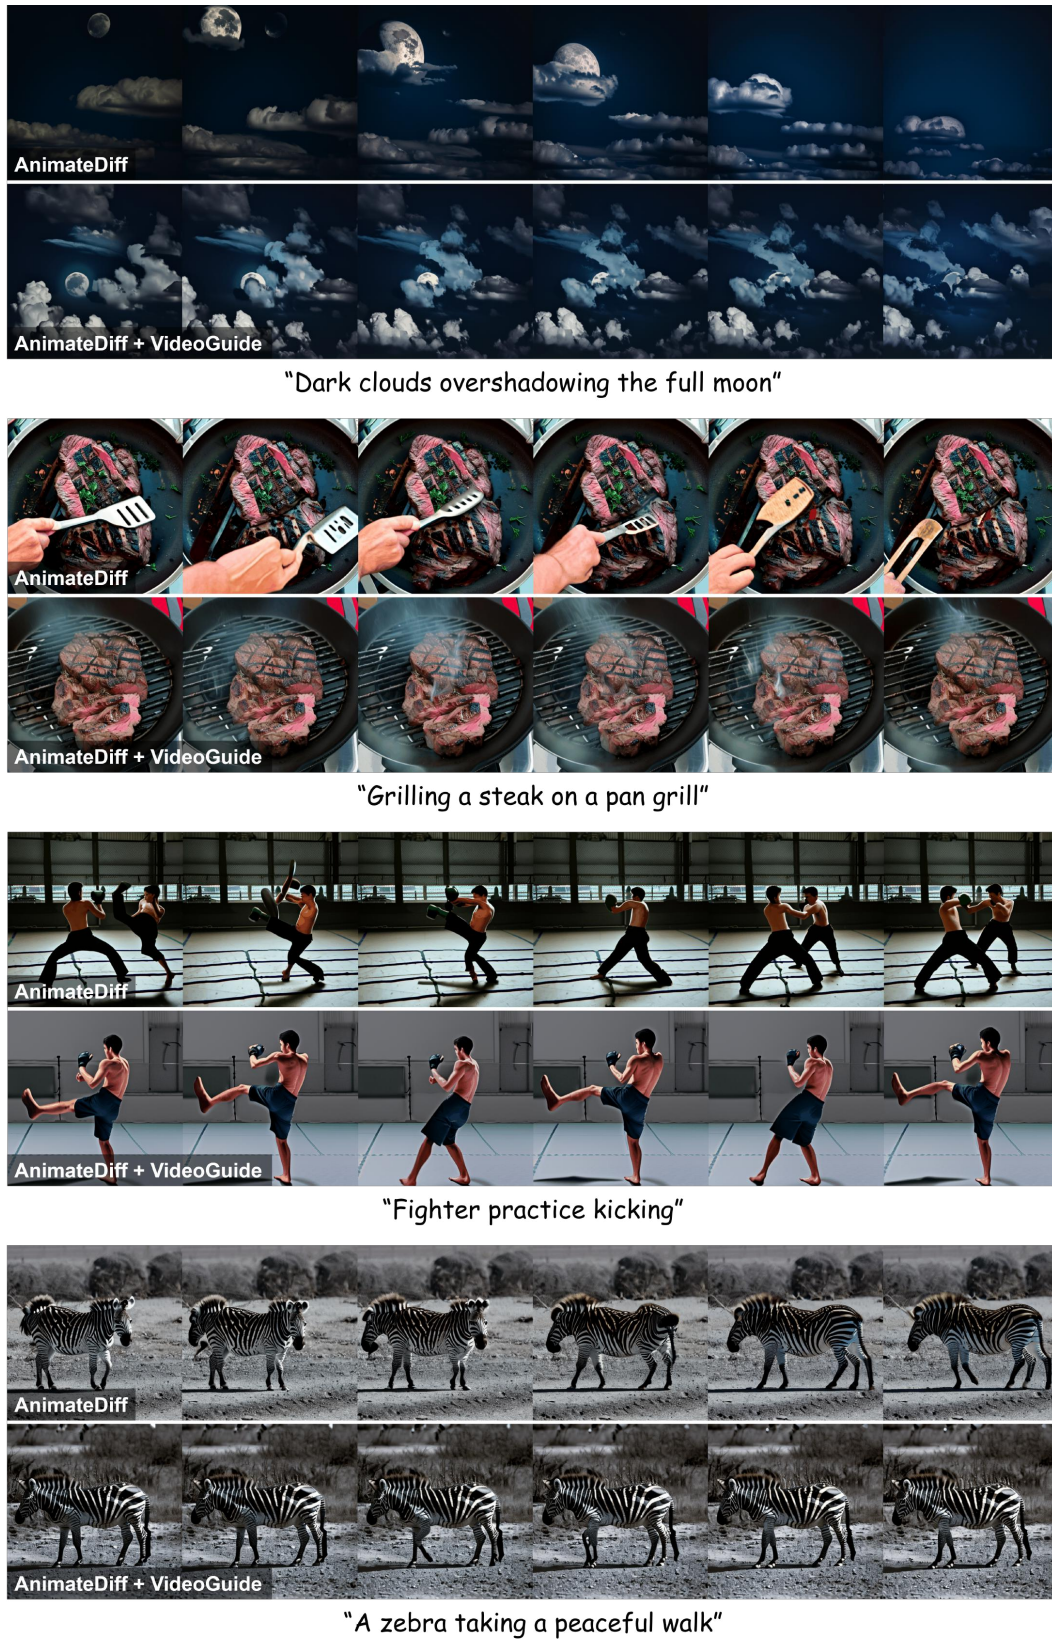 AnimateDiff
AnimateDiff + VideoGuide
“Dark clouds overshadowing the full moon”
AnimateDiff
AnimateDiff + VideoGuide
“Grilling a steak on a pan grill”
AnimateDiff
AnimateDiff + VideoGuide
“Fighter practice kicking”
AnimateDiff
AnimateDiff + VideoGuide
“A zebra taking a peaceful walk”